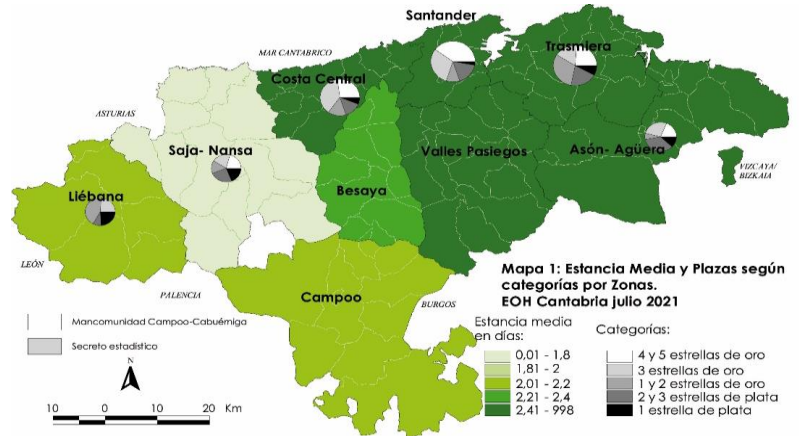 Santander
MAR CANTABRICO
Trasmiera
Costa Central
ASTURIAS
Saja- Nansa
Valles Pasiegos
Asón- Agüera
VIZCAYA/
BIZKAIA
Besaya
Liébana
LEÓN
PALENCIA
Campoo
BURGOS
Mapa 1: Estancia Media y Plazas según
categorías por Zonas.
EOH Cantabria julio 2021
Mancomunidad Campoo-Cabuérniga
Secreto estadístico
N
10 0 10 20 Km
Estancia media
en días:
0,01 - 1,8
1,81 - 2
2,01 - 2,2
2,21 - 2,4
2,41 - 998
Categorías:
4 y 5 estrellas de oro
3 estrellas de oro
1 y 2 estrellas de oro
2 y 3 estrellas de plata
1 estrella de plata